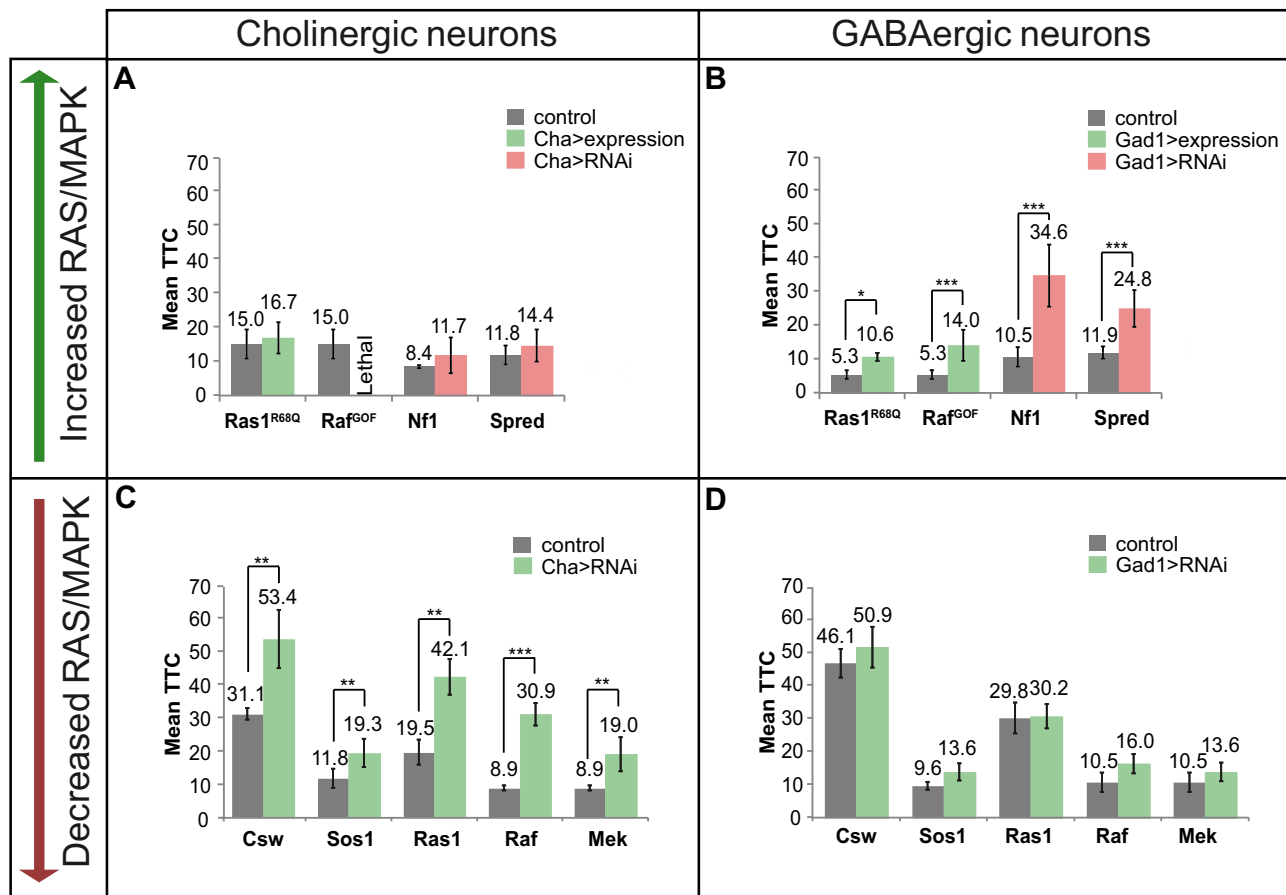 Cholinergic neurons
GABAergic neurons
Increased RAS/MAPK
A
control
Cha>expression
Cha>RNAi
Mean TTC
70
60
50
40
30
20
10
0
15.0
16.7
15.0
Lethal
8.4
11.7
11.8
14.4
Ras1R68Q
RafGOF
Nf1
Spred
B
control
Gad1>expression
Gad1>RNAi
Mean TTC
70
60
50
40
30
20
10
0
*
***
***
***
5.3
10.6
5.3
14.0
10.5
34.6
11.9
24.8
Ras1R68Q
RafGOF
Nf1
Spred
Decreased RAS/MAPK
C
control
Cha>RNAi
Mean TTC
70
60
50
40
30
20
10
0
**
**
**
***
**
31.1
53.4
11.8
19.3
19.5
42.1
8.9
30.9
8.9
19.0
Csw
Sos1
Ras1
Raf
Mek
D
control
Gad1>RNAi
Mean TTC
70
60
50
40
30
20
10
0
46.1
50.9
9.6
13.6
29.8
30.2
10.5
16.0
10.5
13.6
Csw
Sos1
Ras1
Raf
Mek